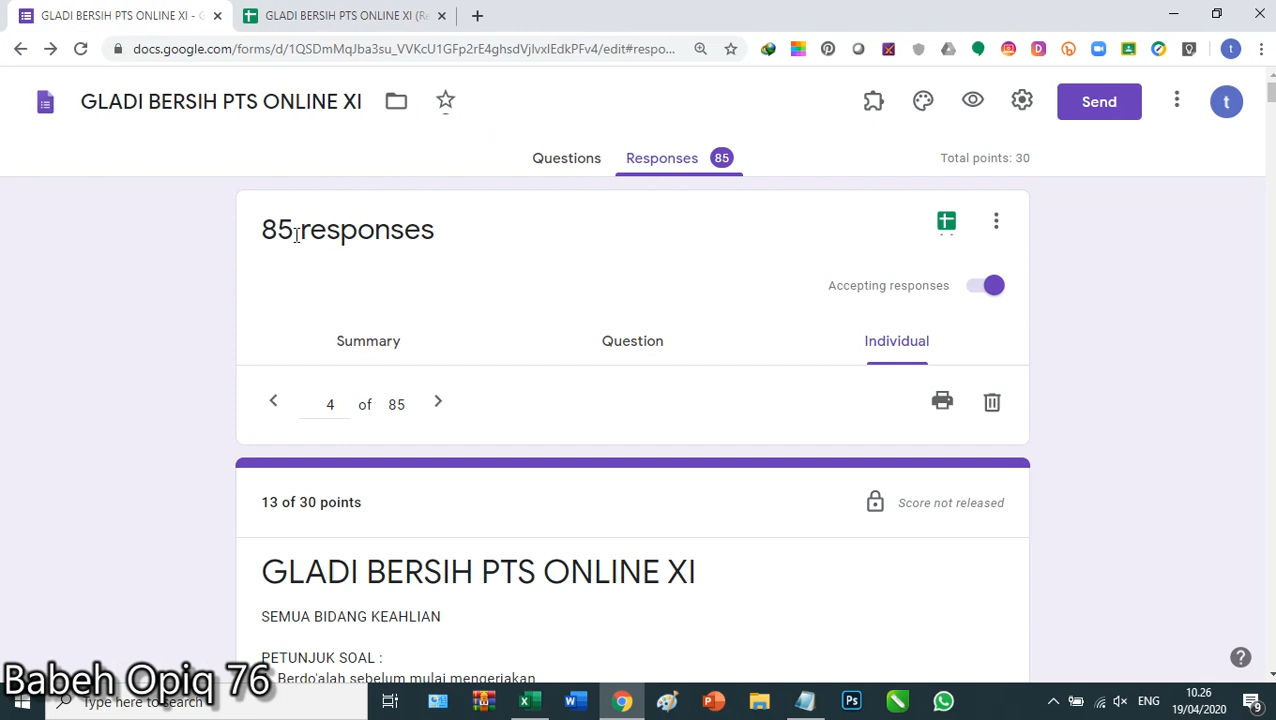 GLADI BERSIH PTS ONLINE XI - G
GLADI BERSIH PTS ONLINE XI (Re
docs.google.com/forms/d/1QSDmMqJba3su_VVKcU1GFp2rE4ghsdVjlvxIEdkPFv4/edit#respo...
GLADI BERSIH PTS ONLINE XI
Send
t
Questions
Responses 85
Total points: 30
85 responses
Accepting responses
Summary
Question
Individual
4 of 85
13 of 30 points
Score not released
GLADI BERSIH PTS ONLINE XI
SEMUA BIDANG KEAHLIAN
PETUNJUK SOAL :
Berdo'alah sebelum mulai mengerjakan
Babeh Opiq 76
Type here to search
ENG
10.26
19/04/2020